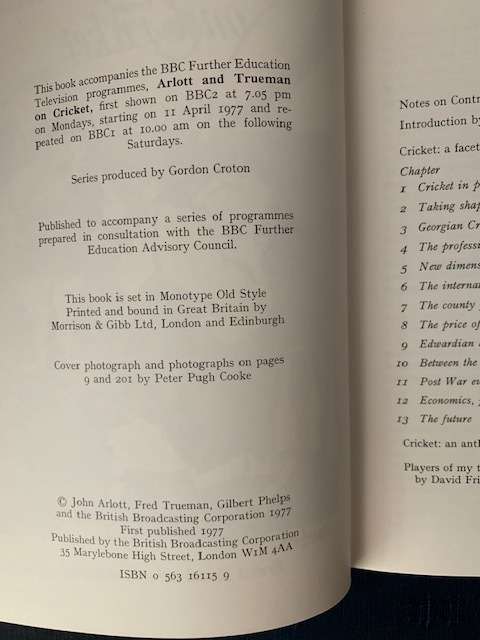 This book accompanies the BBC Further Education
Television programmes, Arlott and Trueman
on Cricket, first shown on BBC2 at 7.05 pm
on Mondays, starting on 11 April 1977 and re-
peated on BBC1 at 10.00 am on the following
Saturdays.
Series produced by Gordon Croton
Published to accompany a series of programmes
prepared in consultation with the BBC Further
Education Advisory Council.
This book is set in Monotype Old Style
Printed and bound in Great Britain by
Morrison & Gibb Ltd, London and Edinburgh
Cover photograph and photographs on pages
9 and 201 by Peter Pugh Cooke
© John Arlott, Fred Trueman, Gilbert Phelps
and the British Broadcasting Corporation 1977
First published 1977
Published by the British Broadcasting Corporation
35 Marylebone High Street, London W1M 4AA
ISBN 0 563 16115 9
Notes on Contr
Introduction by
Cricket: a facet
Chapter
1 Cricket in p
2 Taking shap
3 Georgian Cr
4 The professi
5 New dimens
6 The internat
7 The county
8 The price of
9 Edwardian
10 Between the
11 Post War ev
12 Economics,
13 The future
Cricket: an anth
Players of my t
by David Fri